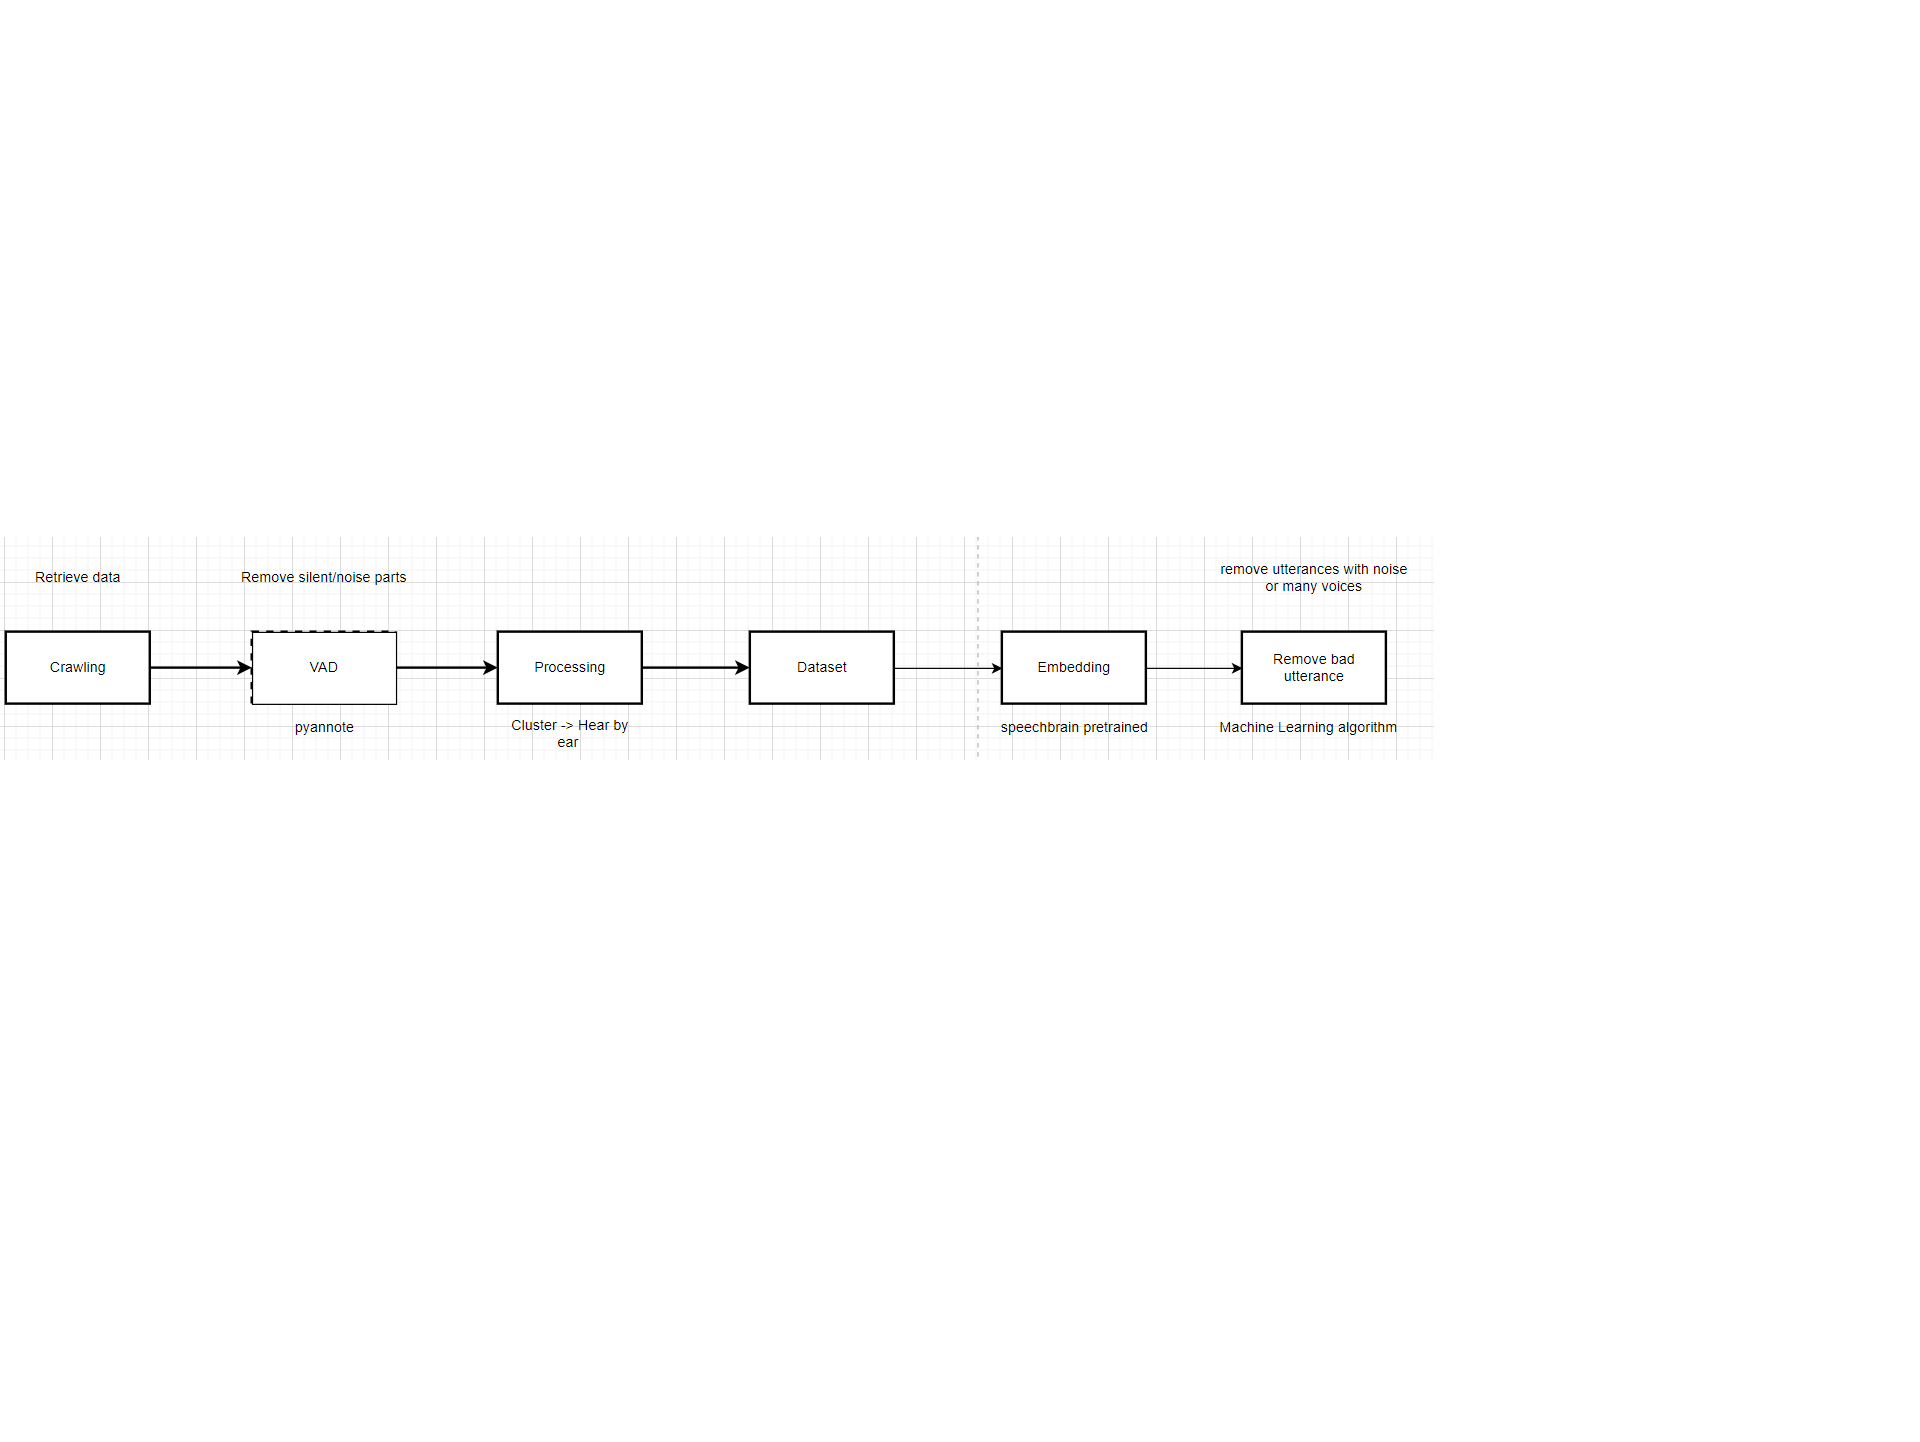 Retrieve data
Remove silent/noise parts
remove utterances with noise
or many voices
Crawling
VAD
Processing
Dataset
Embedding
Remove bad
utterance
pyannote
Cluster -> Hear by
ear
speechbrain pretrained
Machine Learning algorithm